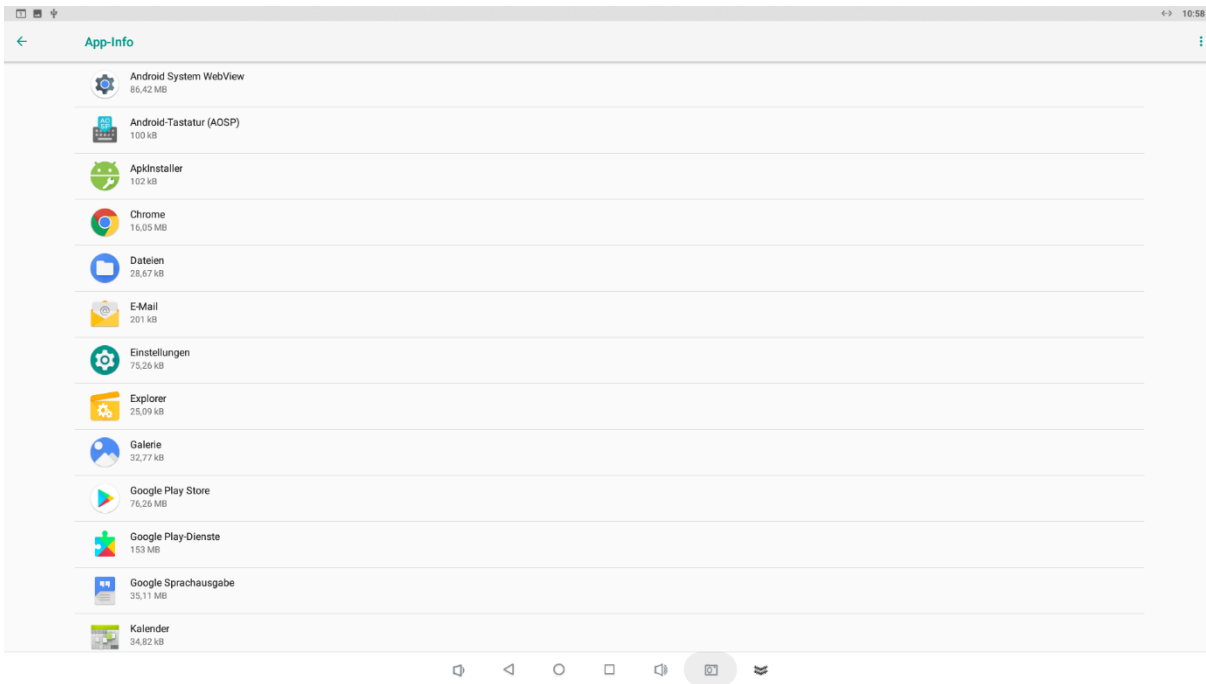 10:58
App-Info
Android System WebView
86,42 MB
Android-Tastatur (AOSP)
100 kB
ApkInstaller
102 kB
Chrome
16,05 MB
Dateien
28,67 kB
E-Mail
201 kB
Einstellungen
75,26 kB
Explorer
25,09 kB
Galerie
32,77 kB
Google Play Store
76,26 MB
Google Play-Dienste
153 MB
Google Sprachausgabe
35,11 MB
Kalender
34,82 kB